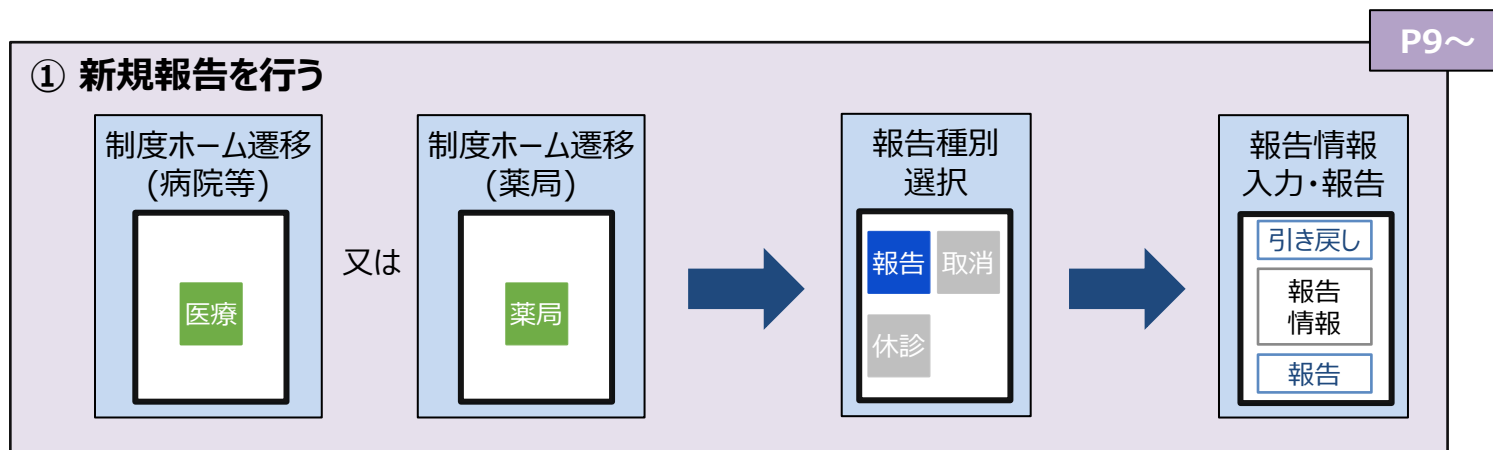 P9～
① 新規報告を行う
制度ホーム遷移
(病院等)
医療
又は
制度ホーム遷移
(薬局)
薬局
報告種別
選択
報告 取消
休診
報告情報
入力・報告
引き戻し
報告
情報
報告